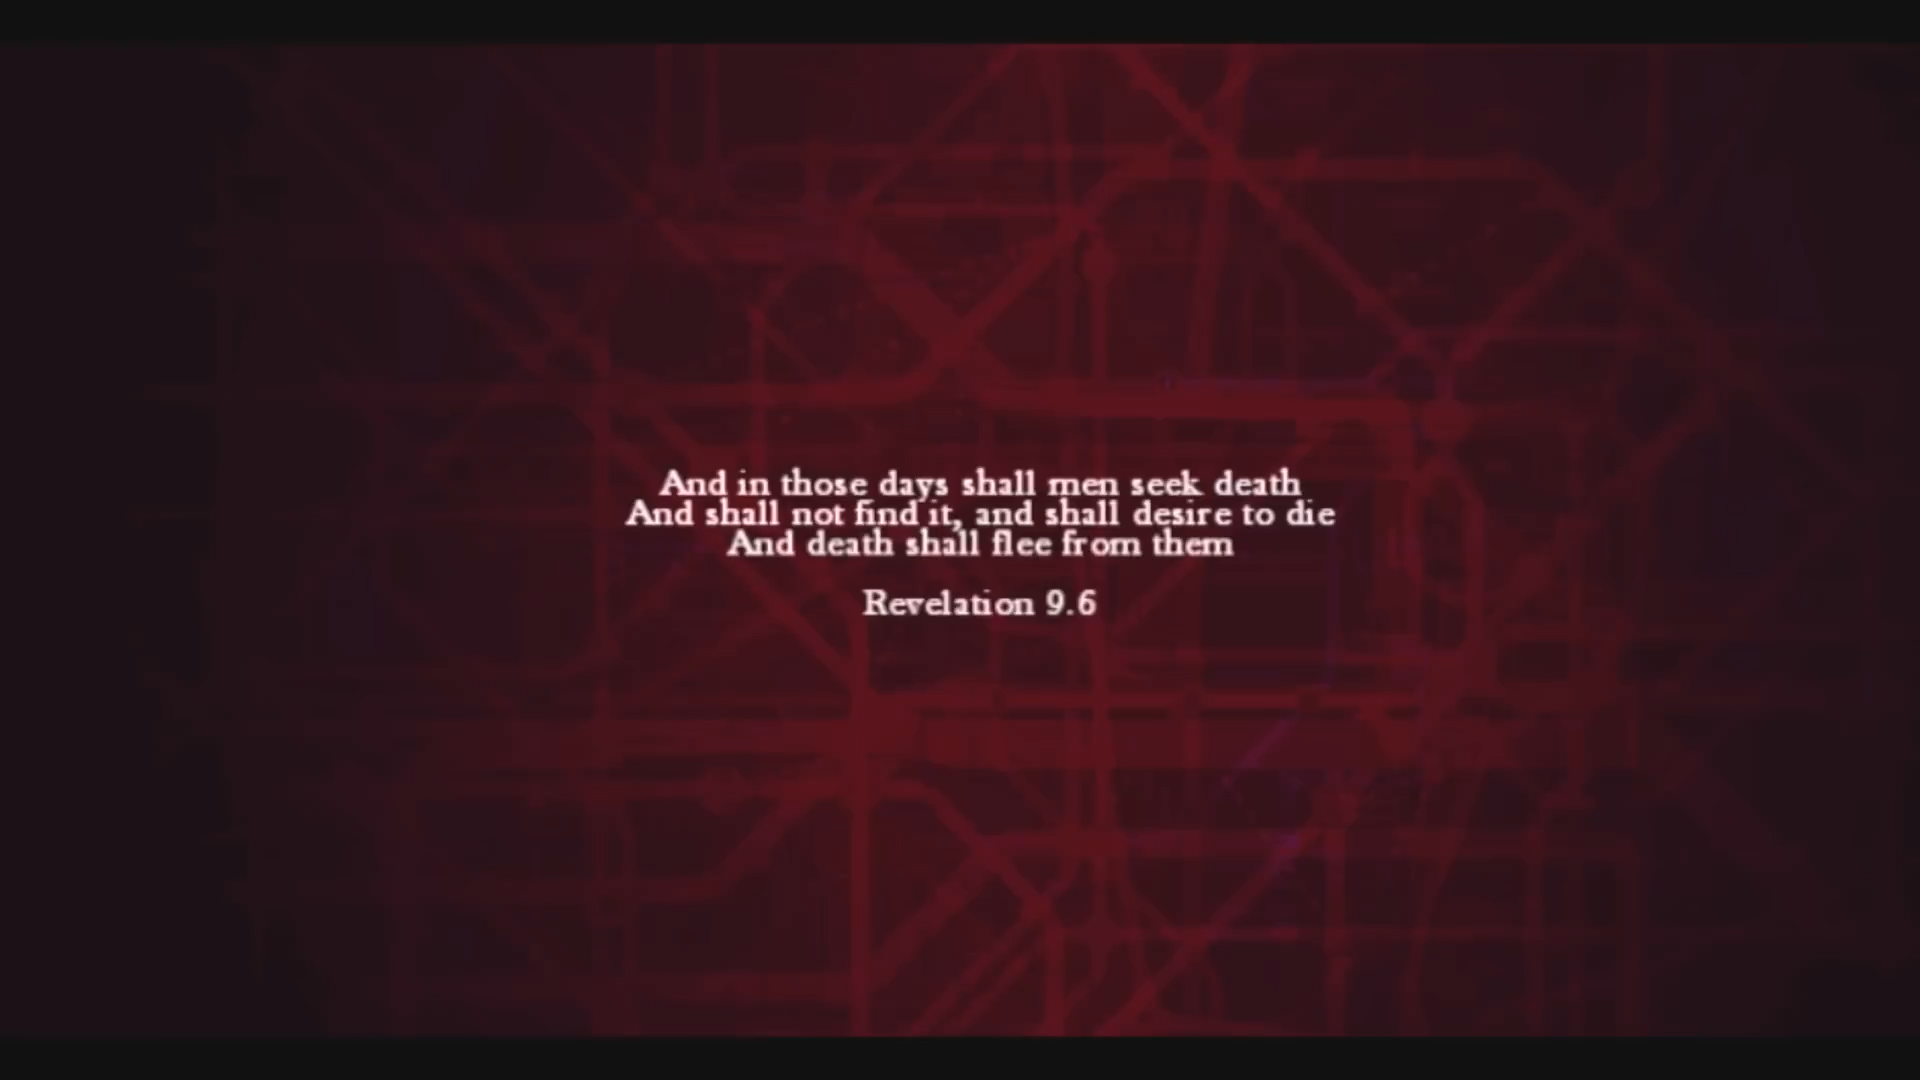 And in those days shall men seek death
And shall not find it, and shall desire to die
And death shall flee from them
Revelation 9.6